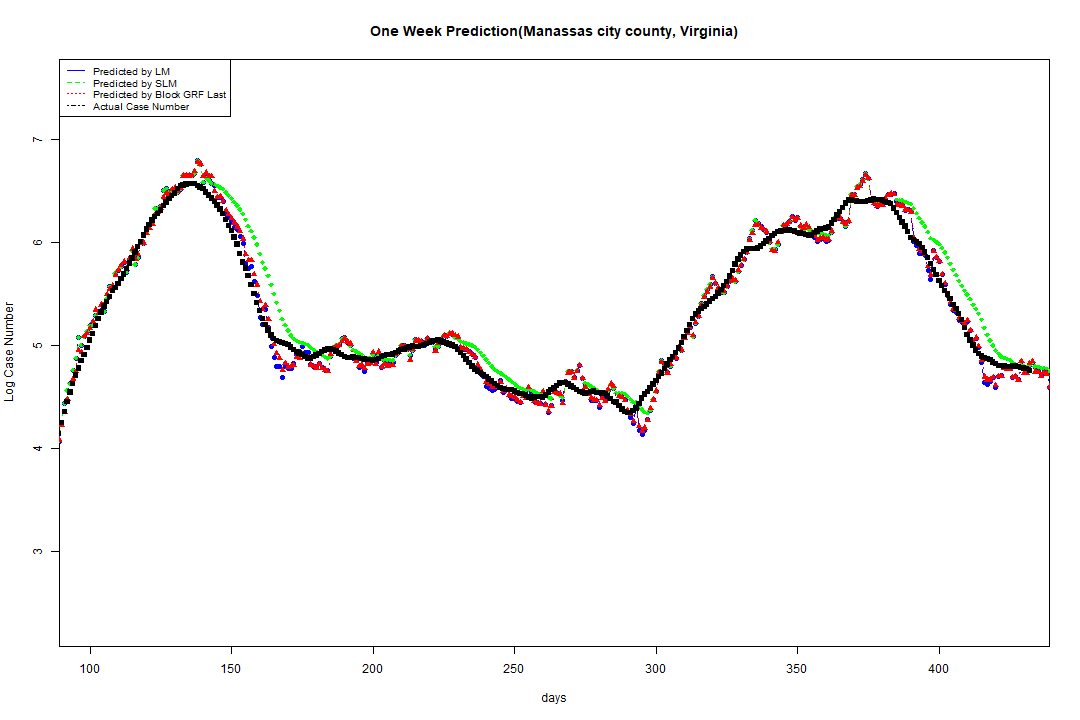 One Week Prediction(Manassas city county, Virginia)
Predicted by LM
Predicted by SLM
Predicted by Block GRF Last
Actual Case Number
7
6
5
4
3
Log Case Number
100 150 200 250 300 350 400
days